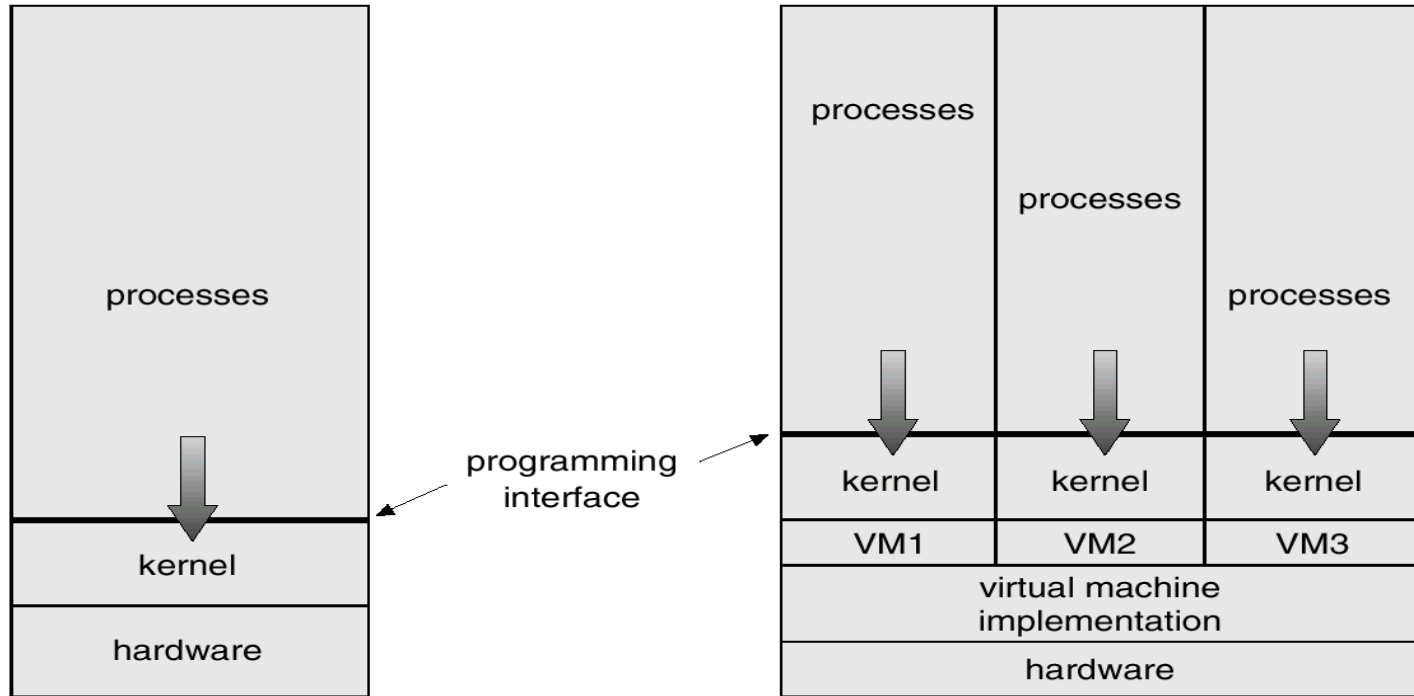 processes
kernel
hardware
programming
interface
processes
processes
processes
kernel
kernel
kernel
VM1
VM2
VM3
virtual machine
implementation
hardware